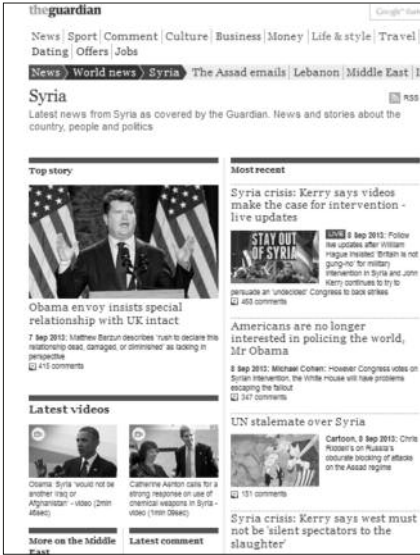 theguardian
Google
News Sport Comment Culture Business Money Life & style Travel
Dating Offers Jobs
News World news Syria The Assad emails Lebanon Middle East
Syria
RSS
Latest news from Syria as covered by the Guardian. News and stories about the
country, people and politics
Top story
Obama envoy insists special
relationship with UK intact
7 Sep 2013: Matthew Barzun describes 'rush to declare this
relationship dead, damaged, or diminished' as lacking in
perspective
415 comments
Latest videos
Obama: Syria 'would not be
another Iraq or
Afghanistan' - video (2min
46sec)
Catherine Ashton calls for a
strong response on use of
chemical weapons in Syria -
video (1min 09sec)
More on the Middle
East
Latest comment
Most recent
Syria crisis: Kerry says videos
make the case for intervention -
live updates
STAY OUT
OF SYRIA
LIVE 8 Sep 2013: Follow
live updates after William
Hague insisted 'Britain is not
gung-ho' for military
intervention in Syria and John
Kerry continues to try to
persuade an 'undecided' Congress to back strikes
453 comments
Americans are no longer
interested in policing the world,
Mr Obama
8 Sep 2013: Michael Cohen: However Congress votes on
Syrian intervention, the White House will have problems
escaping the fallout
347 comments
UN stalemate over Syria
Cartoon, 8 Sep 2013: Chris
Riddell on Russia's
obdurate blocking of attacks
on the Assad regime
151 comments
Syria crisis: Kerry says west must
not be 'silent spectators to the
slaughter'